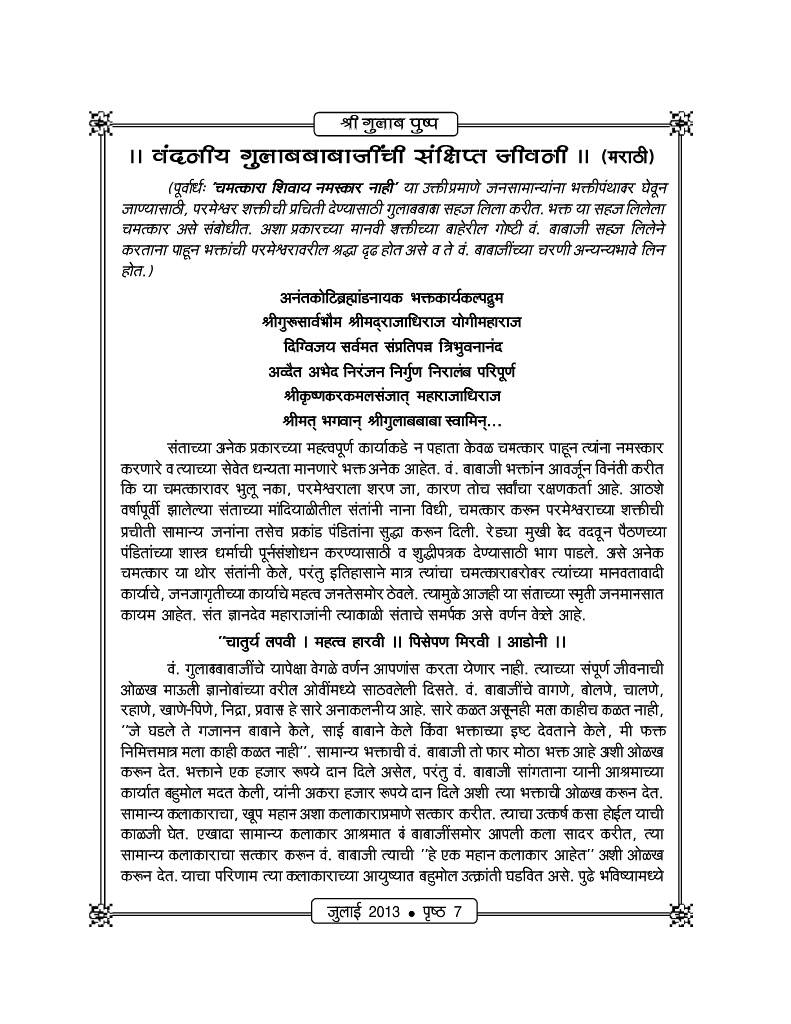 श्री गुलाब पुष्प
।। वंदनीय गुलाबबाबाजींची संक्षिप्त जीवनी ।। (मराठी)
(पूर्वार्धः 'चमत्कारा शिवाय नमस्कार नाही' या उक्तीप्रमाणे जनसामान्यांना भक्तीपंथावर घेवून
जाण्यासाठी, परमेश्वर शक्तीची प्रचिती देण्यासाठी गुलाबबाबा सहज लिला करीत. भक्त या सहज लिलेला
चमत्कार असे संबोधीत. अशा प्रकारच्या मानवी शक्तीच्या बाहेरील गोष्टी वं. बाबाजी सहज लिलेने
करताना पाहून भक्तांची परमेश्वरावरील श्रद्धा दृढ होत असे व ते वं. बाबाजींच्या चरणी अन्यन्यभावे लिन
होत.)
अनंतकोटिब्रह्मांडनायक भक्तकार्यकल्पद्रुम
श्रीगुरूसार्वभौम श्रीमद्‌राजाधिराज योगीमहाराज
दिग्विजय सर्वमत संप्रतिपन्न त्रिभुवनानंद
अव्दैत अभेद निरंजन निर्गुण निरालंब परिपूर्ण
श्रीकृष्णकरकमलसंजात् महाराजाधिराज
श्रीमत् भगवान् श्रीगुलाबबाबा स्वामिन्...
संताच्या अनेक प्रकारच्या महत्वपूर्ण कार्याकडे न पहाता केवळ चमत्कार पाहून त्यांना नमस्कार
करणारे व त्याच्या सेवेत धन्यता मानणारे भक्त अनेक आहेत. वं. बाबाजी भक्तांन आवर्जून विनंती करीत
कि या चमत्कारावर भुलू नका, परमेश्वराला शरण जा, कारण तोच सर्वांचा रक्षणकर्ता आहे. आठशे
वर्षापूर्वी झालेल्या संताच्या मांदियाळीतील संतांनी नाना विधी, चमत्कार करून परमेश्वराच्या शक्तीची
प्रचीती सामान्य जनांना तसेच प्रकांड पंडितांना सुद्धा करून दिली. रेड्या मुखी वेद वदवून पैठणच्या
पंडितांच्या शास्त्र धर्माची पूर्नसंशोधन करण्यासाठी व शुद्धीपत्रक देण्यासाठी भाग पाडले. असे अनेक
चमत्कार या थोर संतांनी केले, परंतु इतिहासाने मात्र त्यांचा चमत्काराबरोबर त्यांच्या मानवतावादी
कार्याचे, जनजागृतीच्या कार्याचे महत्व जनतेसमोर ठेवले. त्यामुळे आजही या संताच्या स्मृती जनमानसात
कायम आहेत. संत ज्ञानदेव महाराजांनी त्याकाळी संताचे समर्पक असे वर्णन केले आहे.
"चातुर्य लपवी । महत्व हारवी ।। पिसेपण मिरवी । आडोनी ।।
वं. गुलाबबाबाजींचे यापेक्षा वेगळे वर्णन आपणांस करता येणार नाही. त्याच्या संपूर्ण जीवनाची
ओळख माऊली ज्ञानोबांच्या वरील ओवींमध्ये साठवलेली दिसते. वं. बाबाजींचे वागणे, बोलणे, चालणे,
रहाणे, खाणे-पिणे, निद्रा, प्रवास हे सारे अनाकलनीय आहे. सारे कळत असूनही मला काहीच कळत नाही,
"जे घडले ते गजानन बाबाने केले, साई बाबाने केले किंवा भक्ताच्या इष्ट देवताने केले, मी फक्त
निमित्तमात्र मला काही कळत नाही". सामान्य भक्ताची वं. बाबाजी तो फार मोठा भक्त आहे अशी ओळख
करून देत. भक्ताने एक हजार रूपये दान दिले असेल, परंतु वं. बाबाजी सांगताना यानी आश्रमाच्या
कार्यात बहुमोल मदत केली, यांनी अकरा हजार रूपये दान दिले अशी त्या भक्ताची ओळख करून देत.
सामान्य कलाकाराचा, खूप महान अशा कलाकाराप्रमाणे सत्कार करीत. त्याचा उत्कर्ष कसा होईल याची
काळजी घेत. एखादा सामान्य कलाकार आश्रमात वं बाबाजींसमोर आपली कला सादर करीत, त्या
सामान्य कलाकाराचा सत्कार करून वं. बाबाजी त्याची "हे एक महान कलाकार आहेत" अशी ओळख
करून देत. याचा परिणाम त्या कलाकाराच्या आयुष्यात बहुमोल उत्क्रांती घडवित असे. पुढे भविष्यामध्ये
जुलाई 2013 ● पृष्ठ 7